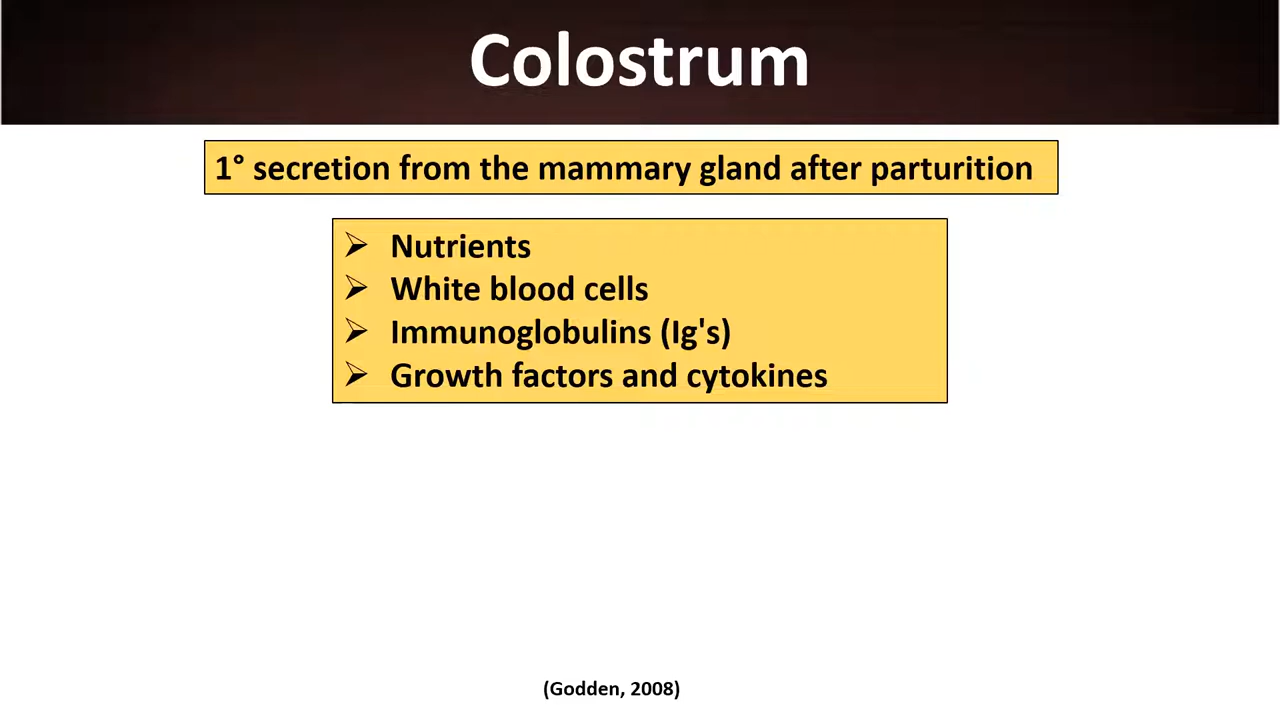 Colostrum
1° secretion from the mammary gland after parturition
➢ Nutrients
➢ White blood cells
➢ Immunoglobulins (Ig's)
➢ Growth factors and cytokines
(Godden, 2008)